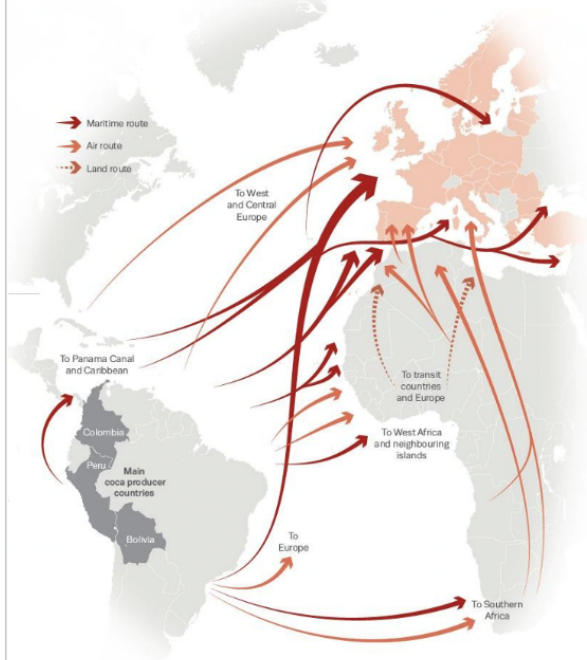 Maritime route
Air route
Land route
To West
and Central
Europe
To Panama Canal
and Caribbean
Colombia
Peru
Main
coca producer
countries
Bolivia
To transit
countries
and Europe
To West Africa
and neighbouring
islands
To
Europe
To Southern
Africa